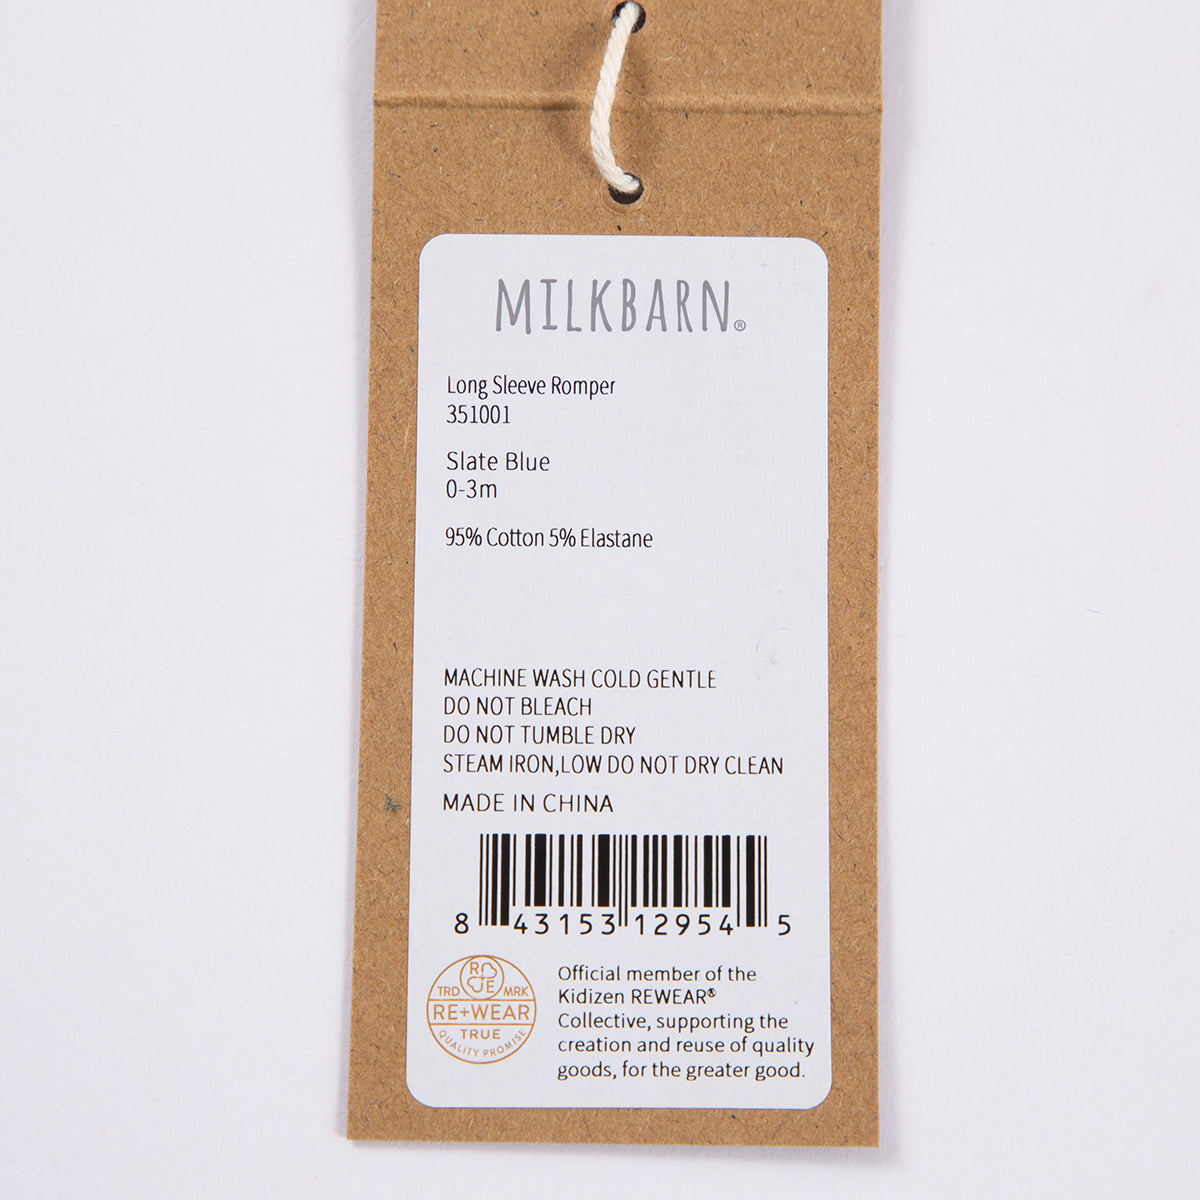 MILKBARN®
Long Sleeve Romper
351001
Slate Blue
0-3m
95% Cotton 5% Elastane
MACHINE WASH COLD GENTLE
DO NOT BLEACH
DO NOT TUMBLE DRY
STEAM IRON,LOW DO NOT DRY CLEAN
MADE IN CHINA
8 43153 12954 5
R
E
TRD MRK
RE+WEAR
TRUE
QUALITY PROMISE
Official member of the
Kidizen REWEAR®
Collective, supporting the
creation and reuse of quality
goods, for the greater good.